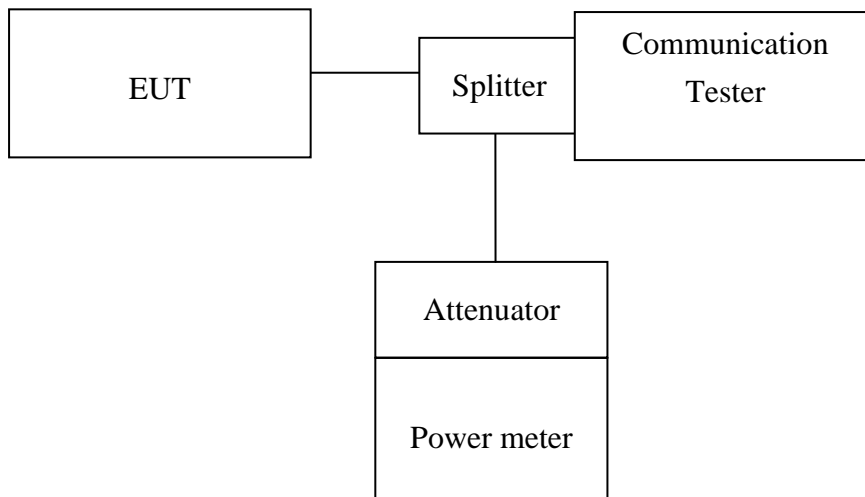 EUT
Splitter
Communication
Tester
Attenuator
Power meter